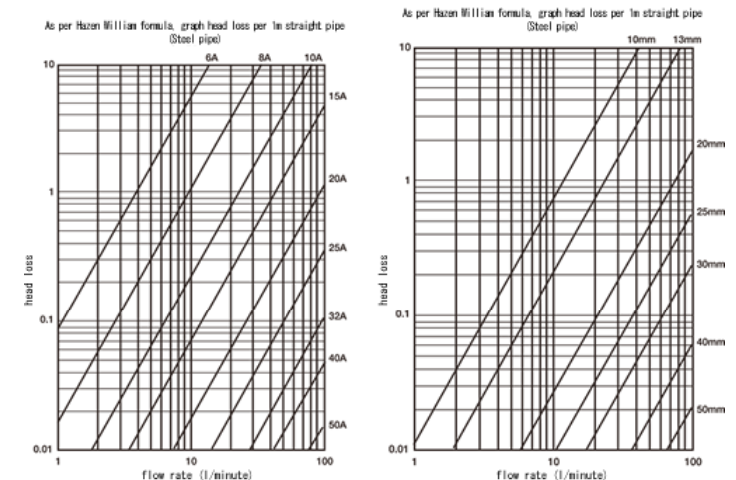 As per Hazen William formula, graph head loss per 1m straight pipe
(Steel pipe)
6A 8A 10A
15A
20A
25A
32A
40A
50A
10
1
0.1
0.01
head loss
1 10 100
flow rate (l/minute)
As per Hazen William formula, graph head loss per 1m straight pipe
(Steel pipe)
10mm 13mm
20mm
25mm
30mm
40mm
50mm
10
1
0.1
0.01
head loss
1 10 100
flow rate (l/minute)